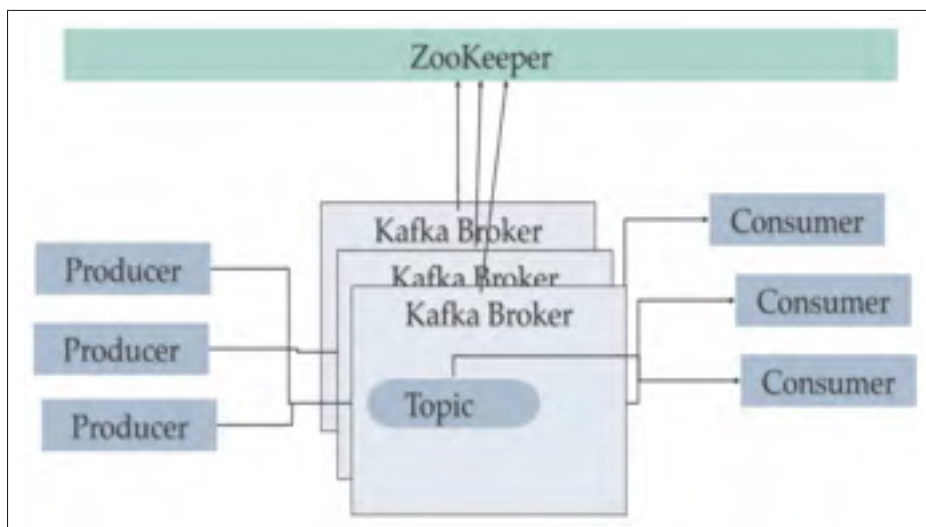 ZooKeeper
Kafka Broker
Kafka Broker
Kafka Broker
Producer
Producer
Producer
Topic
Consumer
Consumer
Consumer